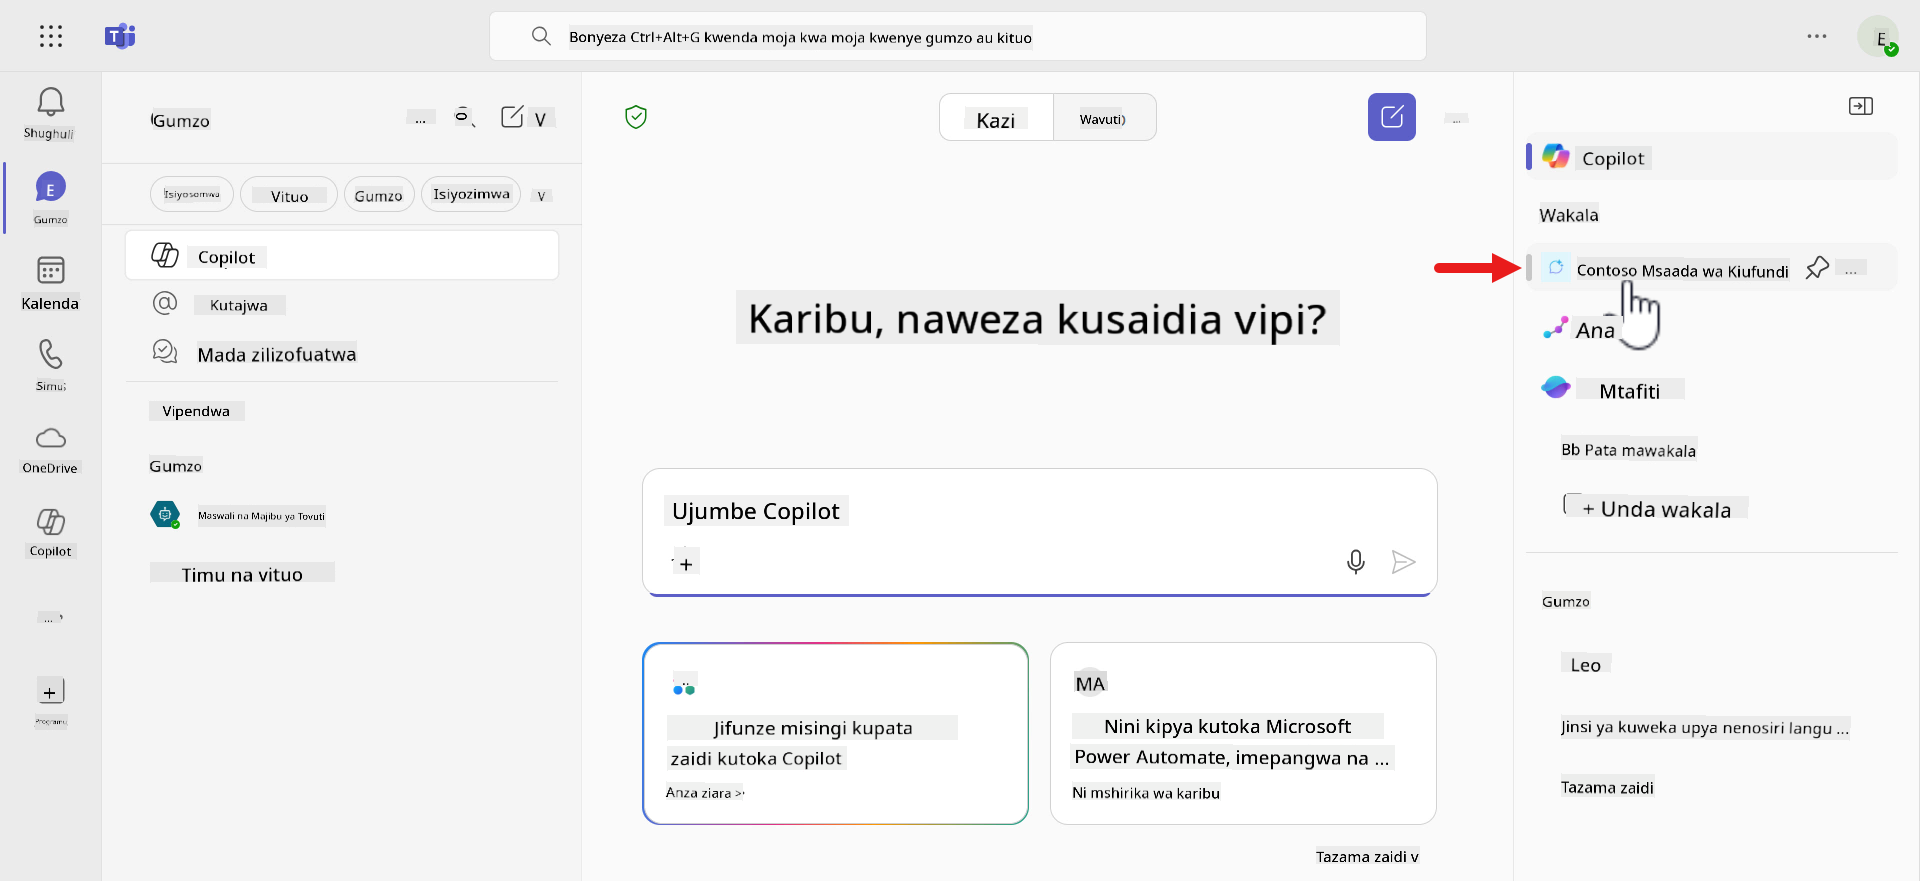 Bonyeza Ctrl+Alt+G kwenda moja kwa moja kwenye gumzo au kituo
E
Shughuli
E
Gumzo
Kalenda
Simu;
OneDrive
Copilot
...
+
Programu
Gumzo
...
V
Isiyosomwa
Vituo
Gumzo
Isiyozimwa
V
Copilot
Kutajwa
Mada zilizofuatwa
Vipendwa
Gumzo
Maswali na Majibu ya Tovuti
Timu na vituo
Kazi
Wavuti)
...
Karibu, naweza kusaidia vipi?
Ujumbe Copilot
+
Jifunze misingi kupata
zaidi kutoka Copilot
Anza ziara >
MA
Nini kipya kutoka Microsoft
Power Automate, imepangwa na ...
Ni mshirika wa karibu
Tazama zaidi v
Copilot
Wakala
Contoso Msaada wa Kiufundi
...
Ana
Mtafiti
Bb Pata mawakala
+ Unda wakala
Gumzo
Leo
Jinsi ya kuweka upya nenosiri langu ...
Tazama zaidi